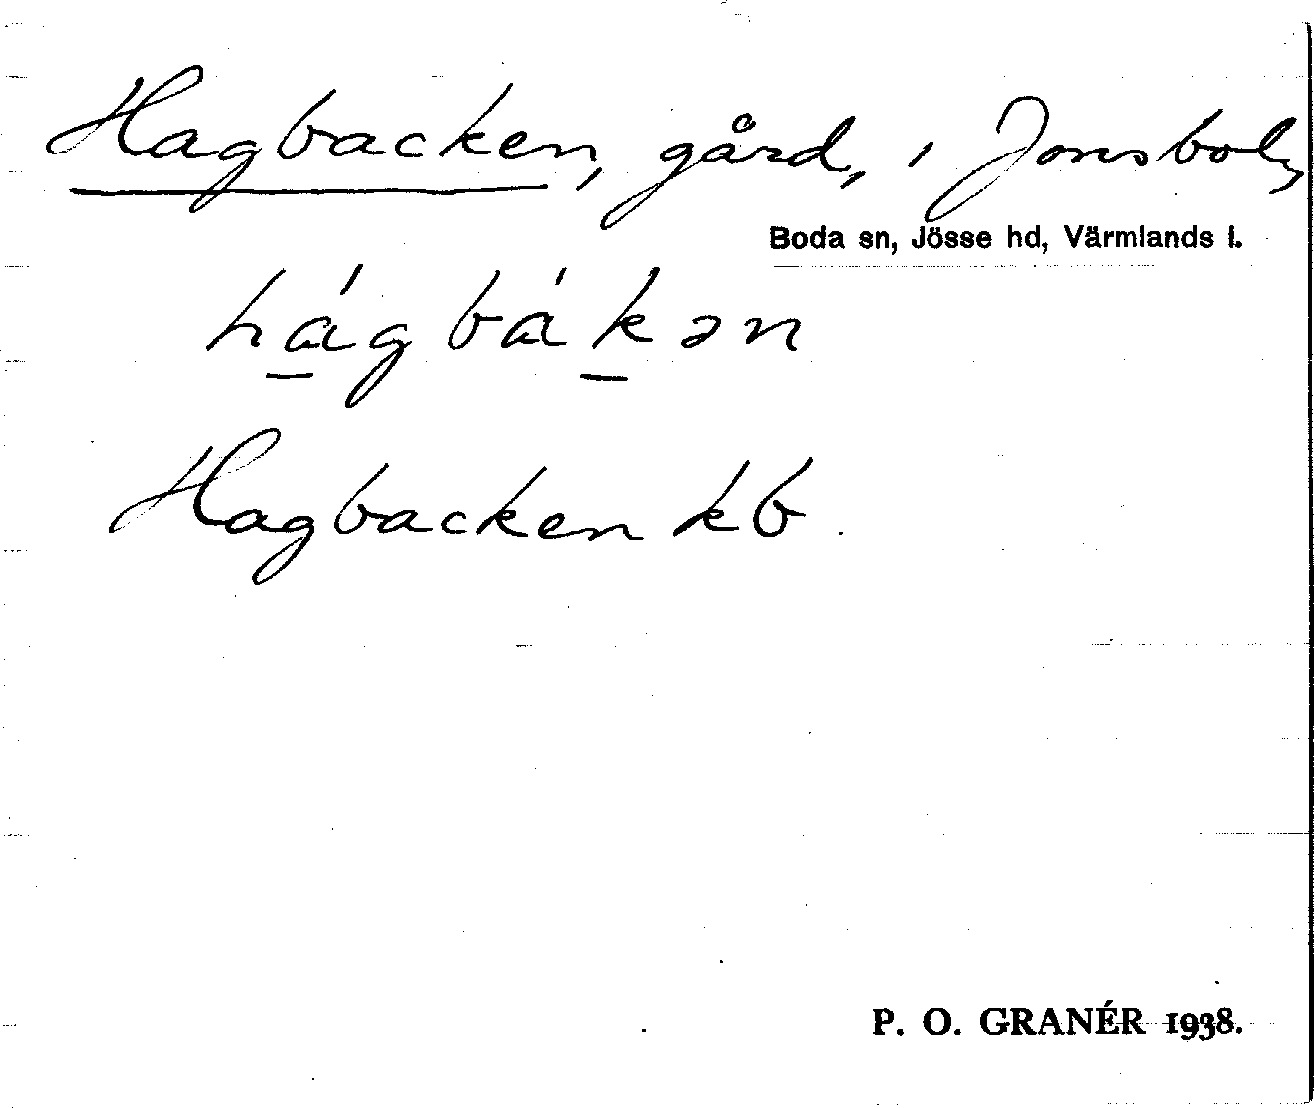 Hagbacken, gård, i Jonsbol,
Boda sn, Jösse hd, Värmlands l.
hágbákən
Hagbacken kb.
P. O. GRANÉR 1938.